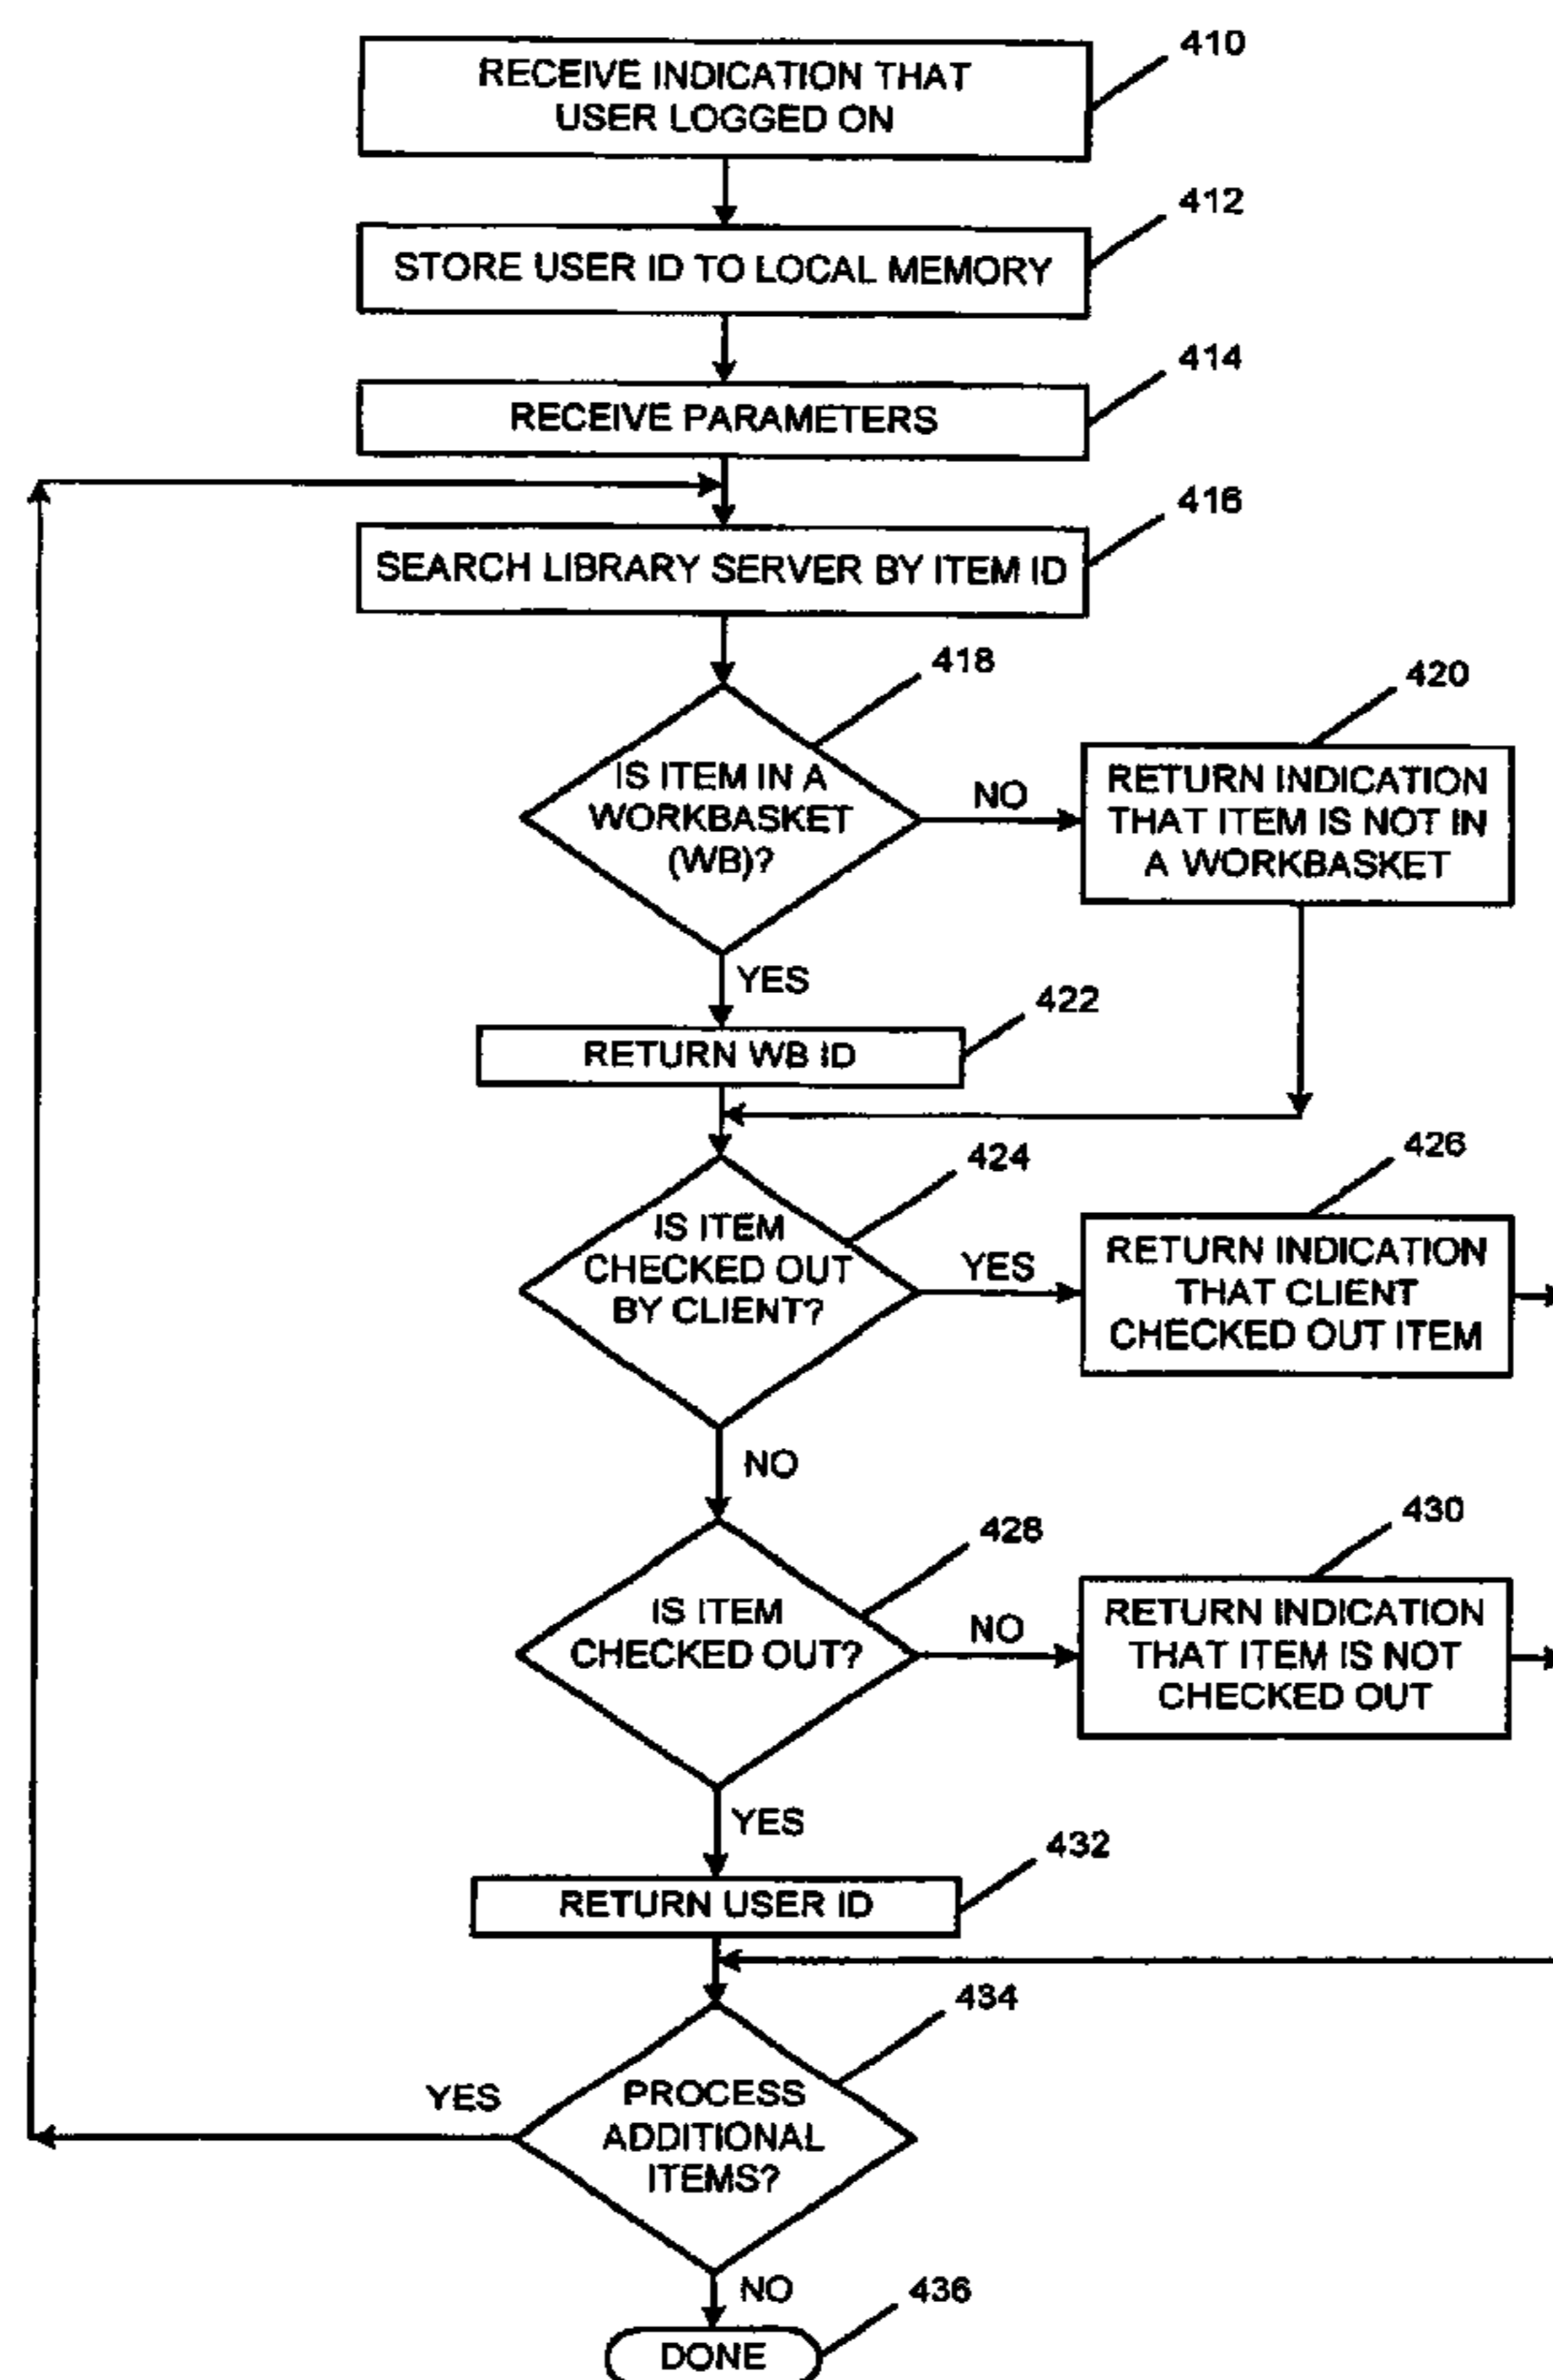 RECEIVE INDICATION THAT
USER LOGGED ON
410
STORE USER ID TO LOCAL MEMORY
412
RECEIVE PARAMETERS
414
SEARCH LIBRARY SERVER BY ITEM ID
416
IS ITEM IN A
WORKBASKET
(WB)?
418
NO
RETURN INDICATION
THAT ITEM IS NOT IN
A WORKBASKET
420
YES
RETURN WB ID
422
IS ITEM
CHECKED OUT
BY CLIENT?
424
YES
RETURN INDICATION
THAT CLIENT
CHECKED OUT ITEM
426
NO
IS ITEM
CHECKED OUT?
428
NO
RETURN INDICATION
THAT ITEM IS NOT
CHECKED OUT
430
YES
RETURN USER ID
432
PROCESS
ADDITIONAL
ITEMS?
434
YES
NO
DONE
436